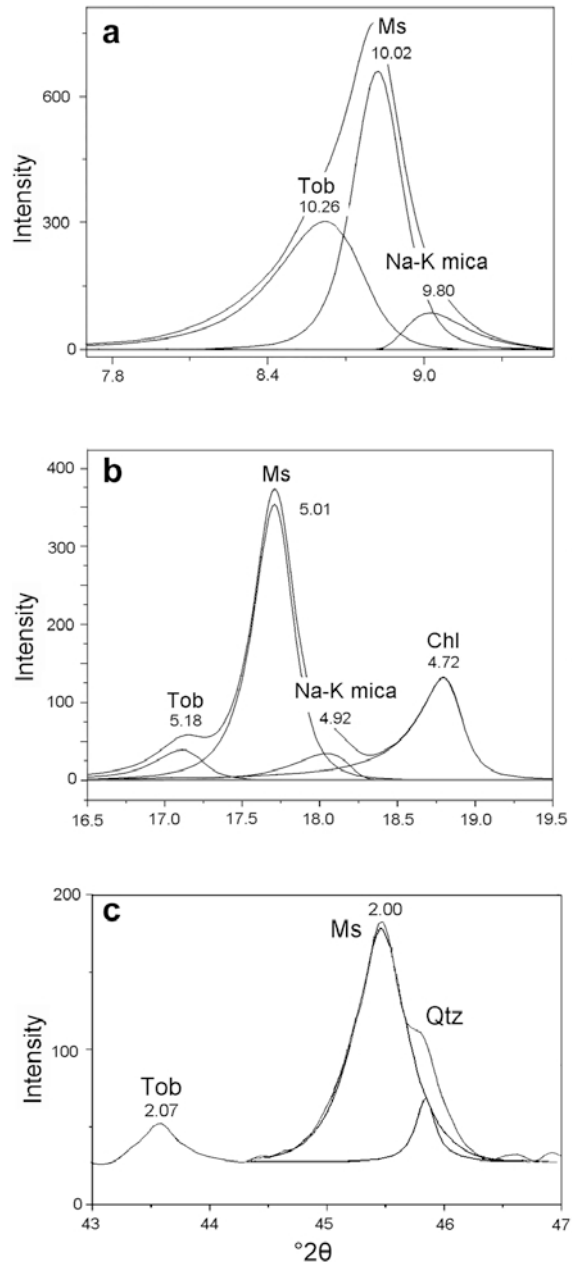 a
Ms
10.02
600
Tob
10.26
Intensity
300
Na-K mica
9.80
0
7.8 8.4 9.0
b
400
Ms
5.01
300
Intensity
200
Chl
4.72
Na-K mica
4.92
Tob
5.18
100
0
16.5 17.0 17.5 18.0 18.5 19.0 19.5
c
200
2.00
Ms
Qtz
Intensity
100
Tob
2.07
0
43 44 45 46 47
°2θ